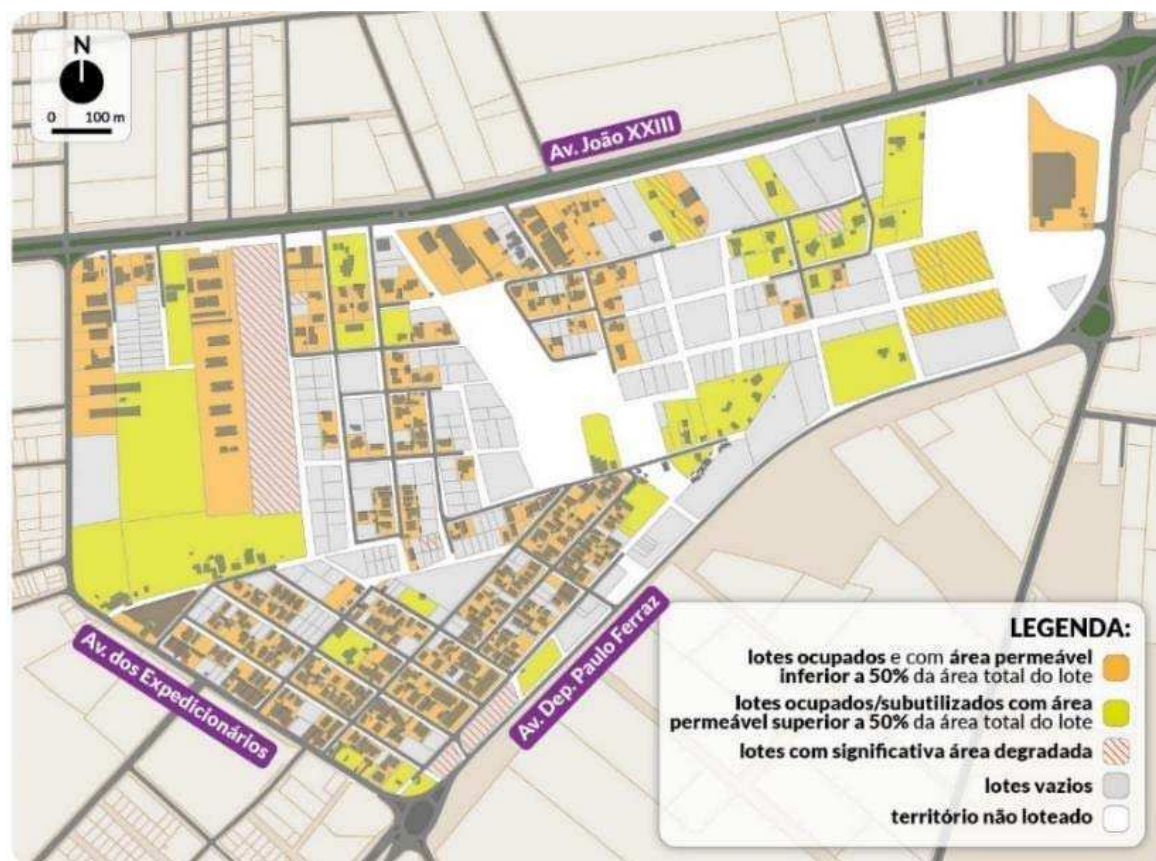 N
0 100 m
Av. João XXIII
Av. dos Expedicionários
Av. Dep. Paulo Ferraz
LEGENDA:
lotes ocupados e com área permeável
inferior a 50% da área total do lote
lotes ocupados/subutilizados com área
permeável superior a 50% da área total do lote
lotes com significativa área degradada
lotes vazios
território não loteado